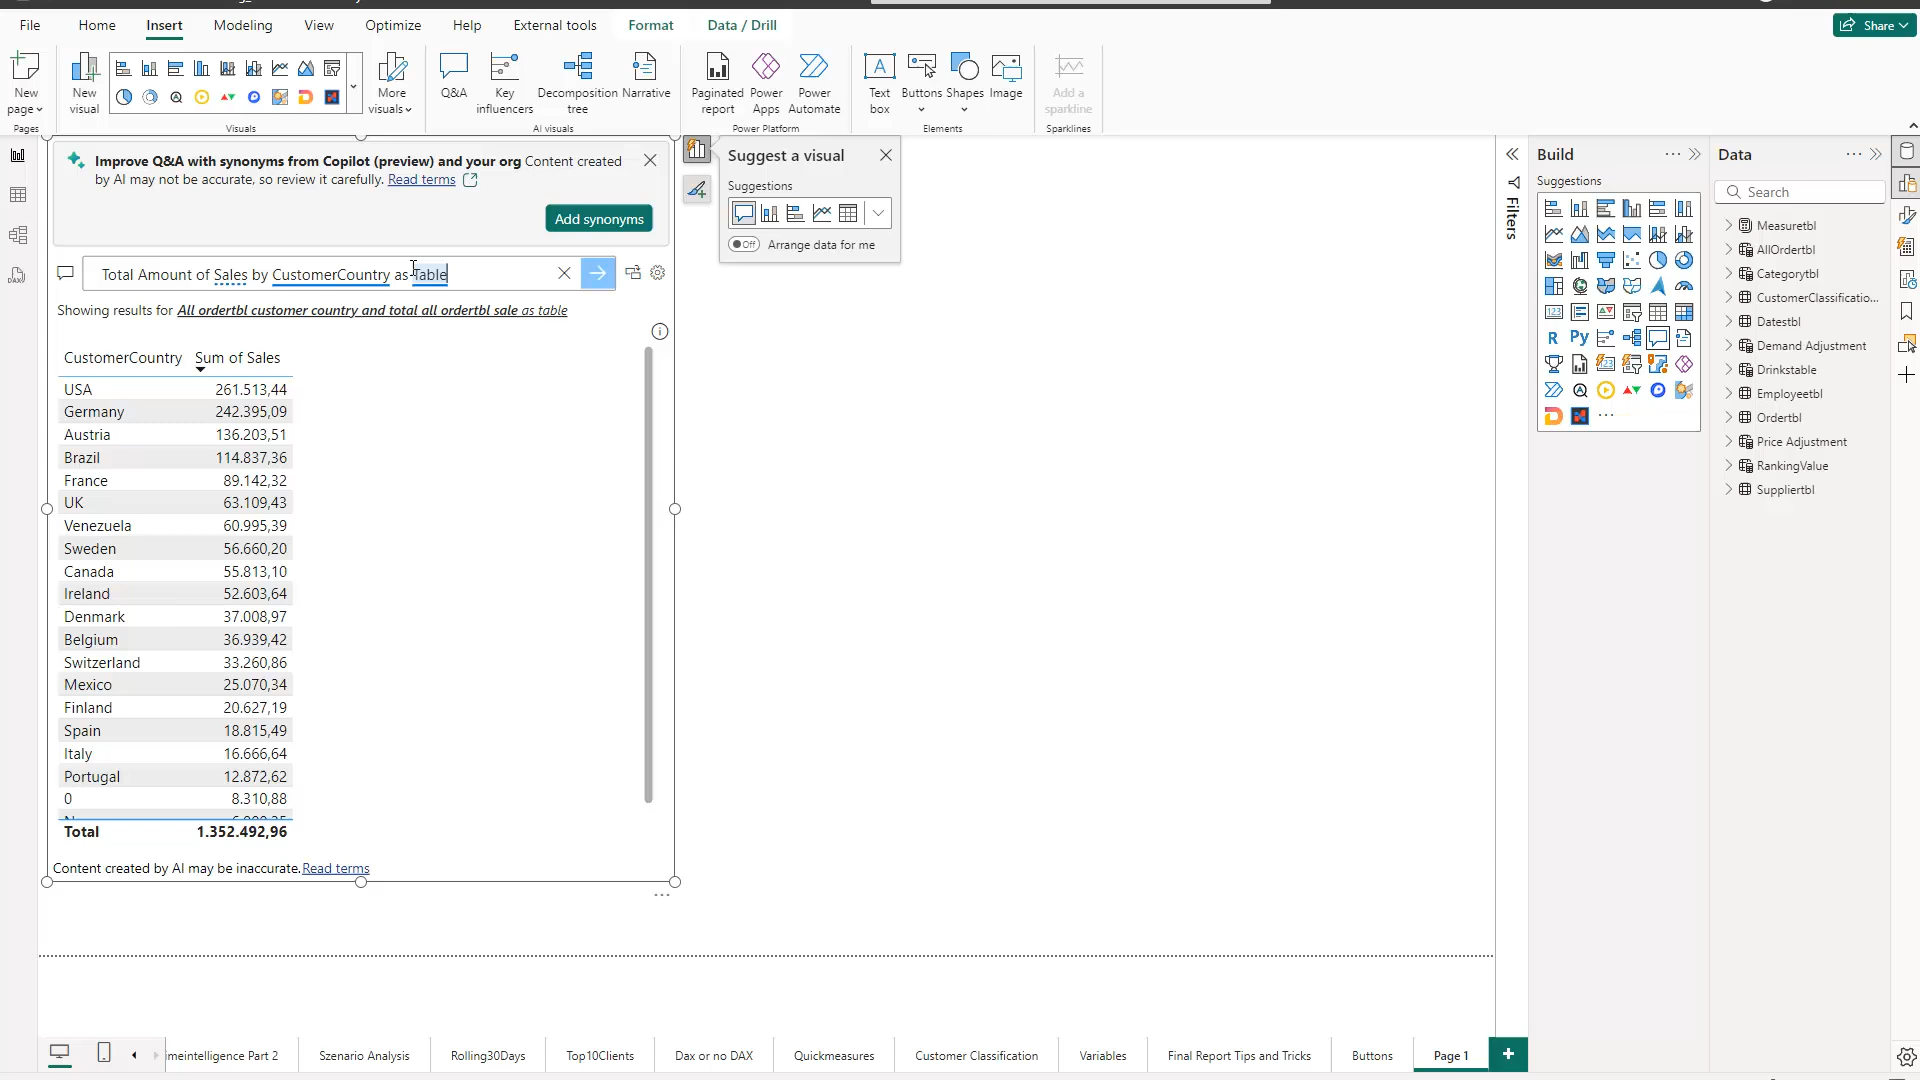 File
Home
Insert
Modeling
View
Optimize
Help
External tools
Format
Data / Drill
Share
New page
Pages
New visual
Visuals
More visuals
Q&A
Key influencers
Decomposition tree
Narrative
AI visuals
Paginated report
Power Apps
Power Automate
Power Platform
Text box
Buttons
Shapes
Image
Elements
Add a sparkline
Sparklines
Improve Q&A with synonyms from Copilot (preview) and your org Content created
by AI may not be accurate, so review it carefully. Read terms
Add synonyms
Total Amount of Sales by CustomerCountry as Table
Showing results for All ordertbl customer country and total all ordertbl sale as table
CustomerCountry Sum of Sales
USA 261.513,44
Germany 242.395,09
Austria 136.203,51
Brazil 114.837,36
France 89.142,32
UK 63.109,43
Venezuela 60.995,39
Sweden 56.660,20
Canada 55.813,10
Ireland 52.603,64
Denmark 37.008,97
Belgium 36.939,42
Switzerland 33.260,86
Mexico 25.070,34
Finland 20.627,19
Spain 18.815,49
Italy 16.666,64
Portugal 12.872,62
0 8.310,88
Total 1.352.492,96
Content created by AI may be inaccurate. Read terms
Suggest a visual
Suggestions
Off Arrange data for me
Filters
Build
Suggestions
123
R
Py
Data
Search
Measuretbl
AllOrdertbl
Categorytbl
CustomerClassificatio...
Datestbl
Demand Adjustment
Drinkstable
Employeetbl
Ordertbl
Price Adjustment
RankingValue
Suppliertbl
DAX
imeintelligence Part 2
Szenario Analysis
Rolling30Days
Top10Clients
Dax or no DAX
Quickmeasures
Customer Classification
Variables
Final Report Tips and Tricks
Buttons
Page 1